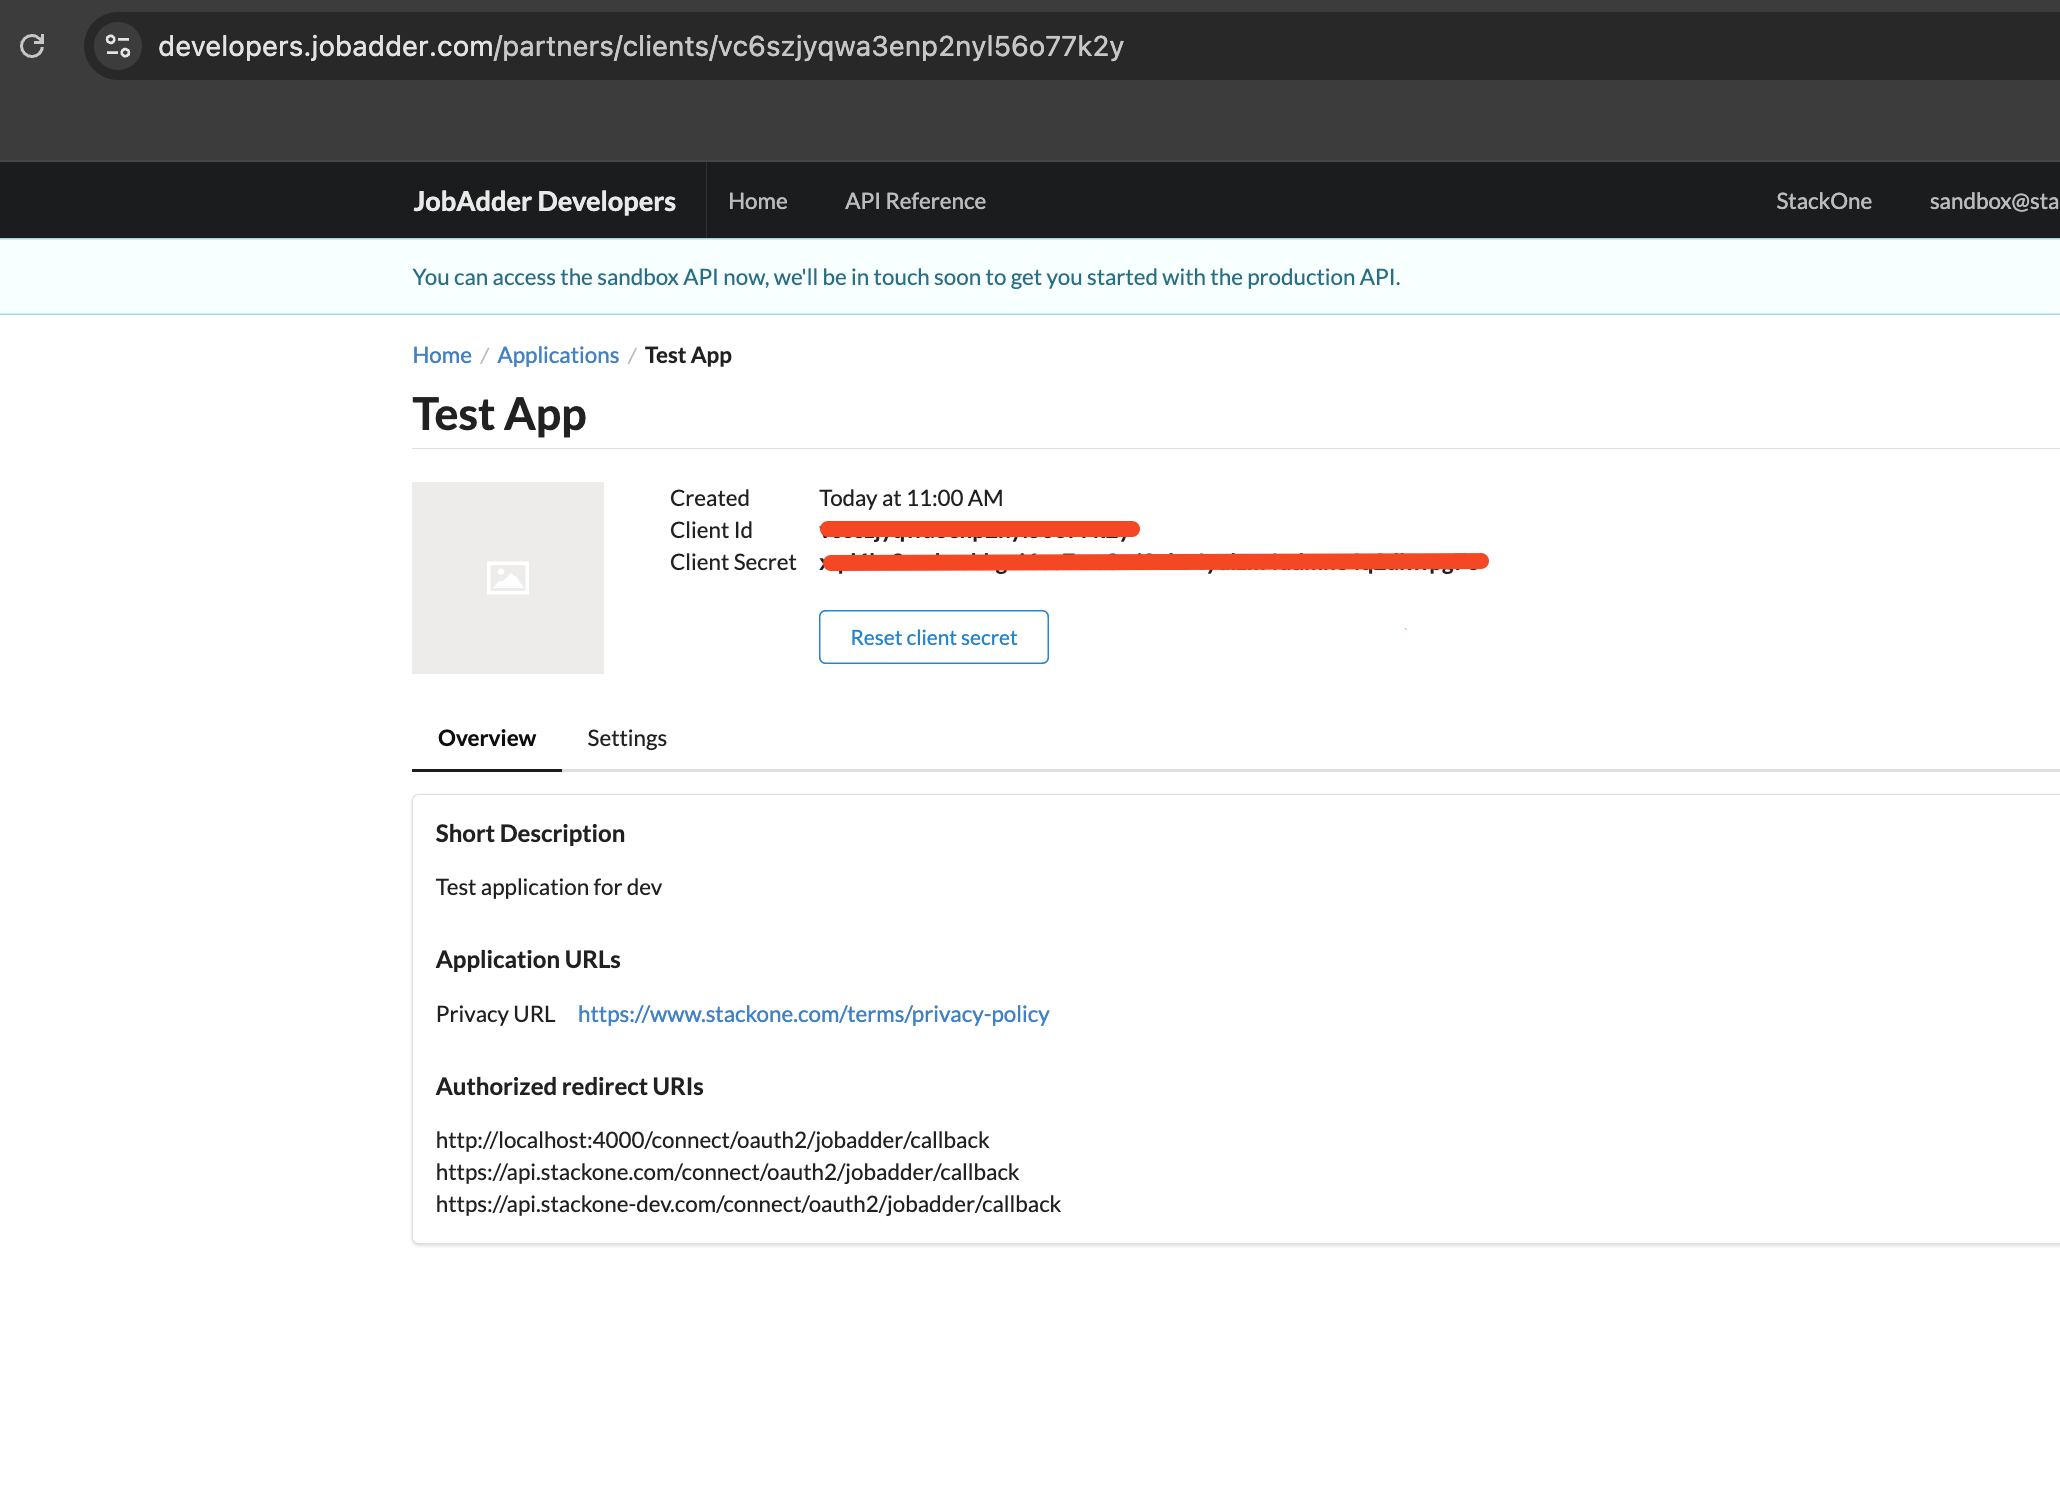 developers.jobadder.com/partners/clients/vc6szjyqwa3enp2nyl56o77k2y
JobAdder Developers Home API Reference StackOne sandbox@sta
You can access the sandbox API now, we'll be in touch soon to get you started with the production API.
Home / Applications / Test App
Test App
Created Today at 11:00 AM
Client Id
Client Secret
Reset client secret
Overview Settings
Short Description
Test application for dev
Application URLs
Privacy URL https://www.stackone.com/terms/privacy-policy
Authorized redirect URIs
http://localhost:4000/connect/oauth2/jobadder/callback
https://api.stackone.com/connect/oauth2/jobadder/callback
https://api.stackone-dev.com/connect/oauth2/jobadder/callback